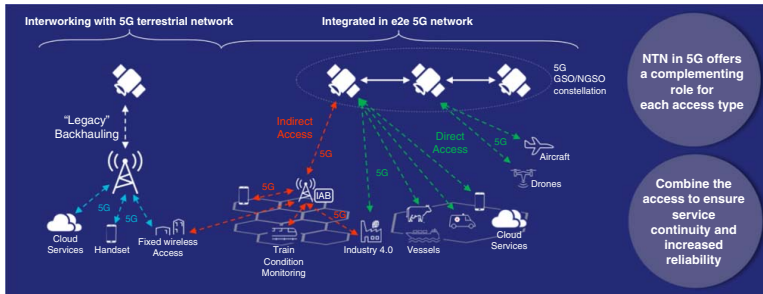 Interworking with 5G terrestrial network
Integrated in e2e 5G network
5G
GSO/NGSO
constellation
"Legacy"
Backhauling
Indirect
Access
Direct
Access
5G
5G
5G
Aircraft
Drones
5G
5G
5G
5G
IAB
Cloud
Services
Handset
Fixed wireless
Access
Train
Condition
Monitoring
Industry 4.0
Vessels
Cloud
Services
NTN in 5G offers
a complementing
role for
each access type
Combine the
access to ensure
service
continuity and
increased
reliability